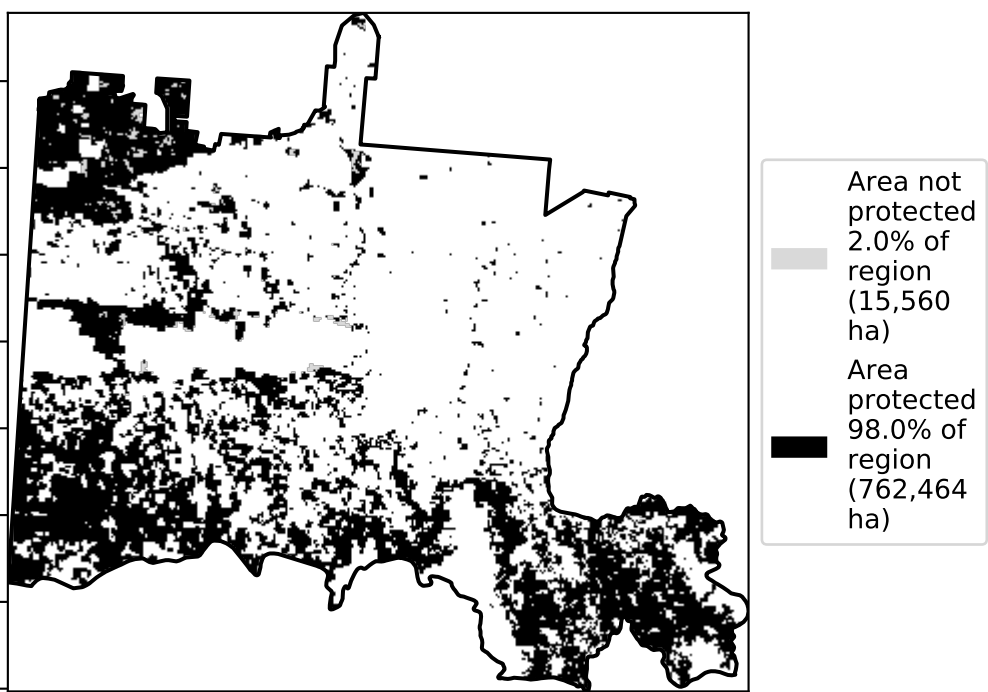 Area not
protected
2.0% of
region
(15,560
ha)
Area
protected
98.0% of
region
(762,464
ha)